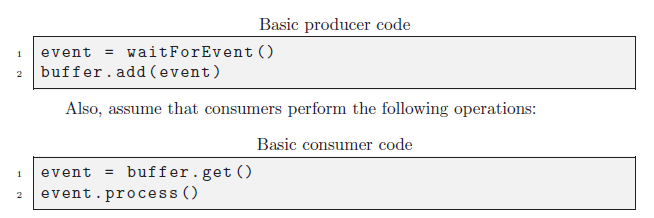 Basic producer code
1 event = waitForEvent()
2 buffer.add(event)
Also, assume that consumers perform the following operations:
Basic consumer code
1 event = buffer.get()
2 event.process()